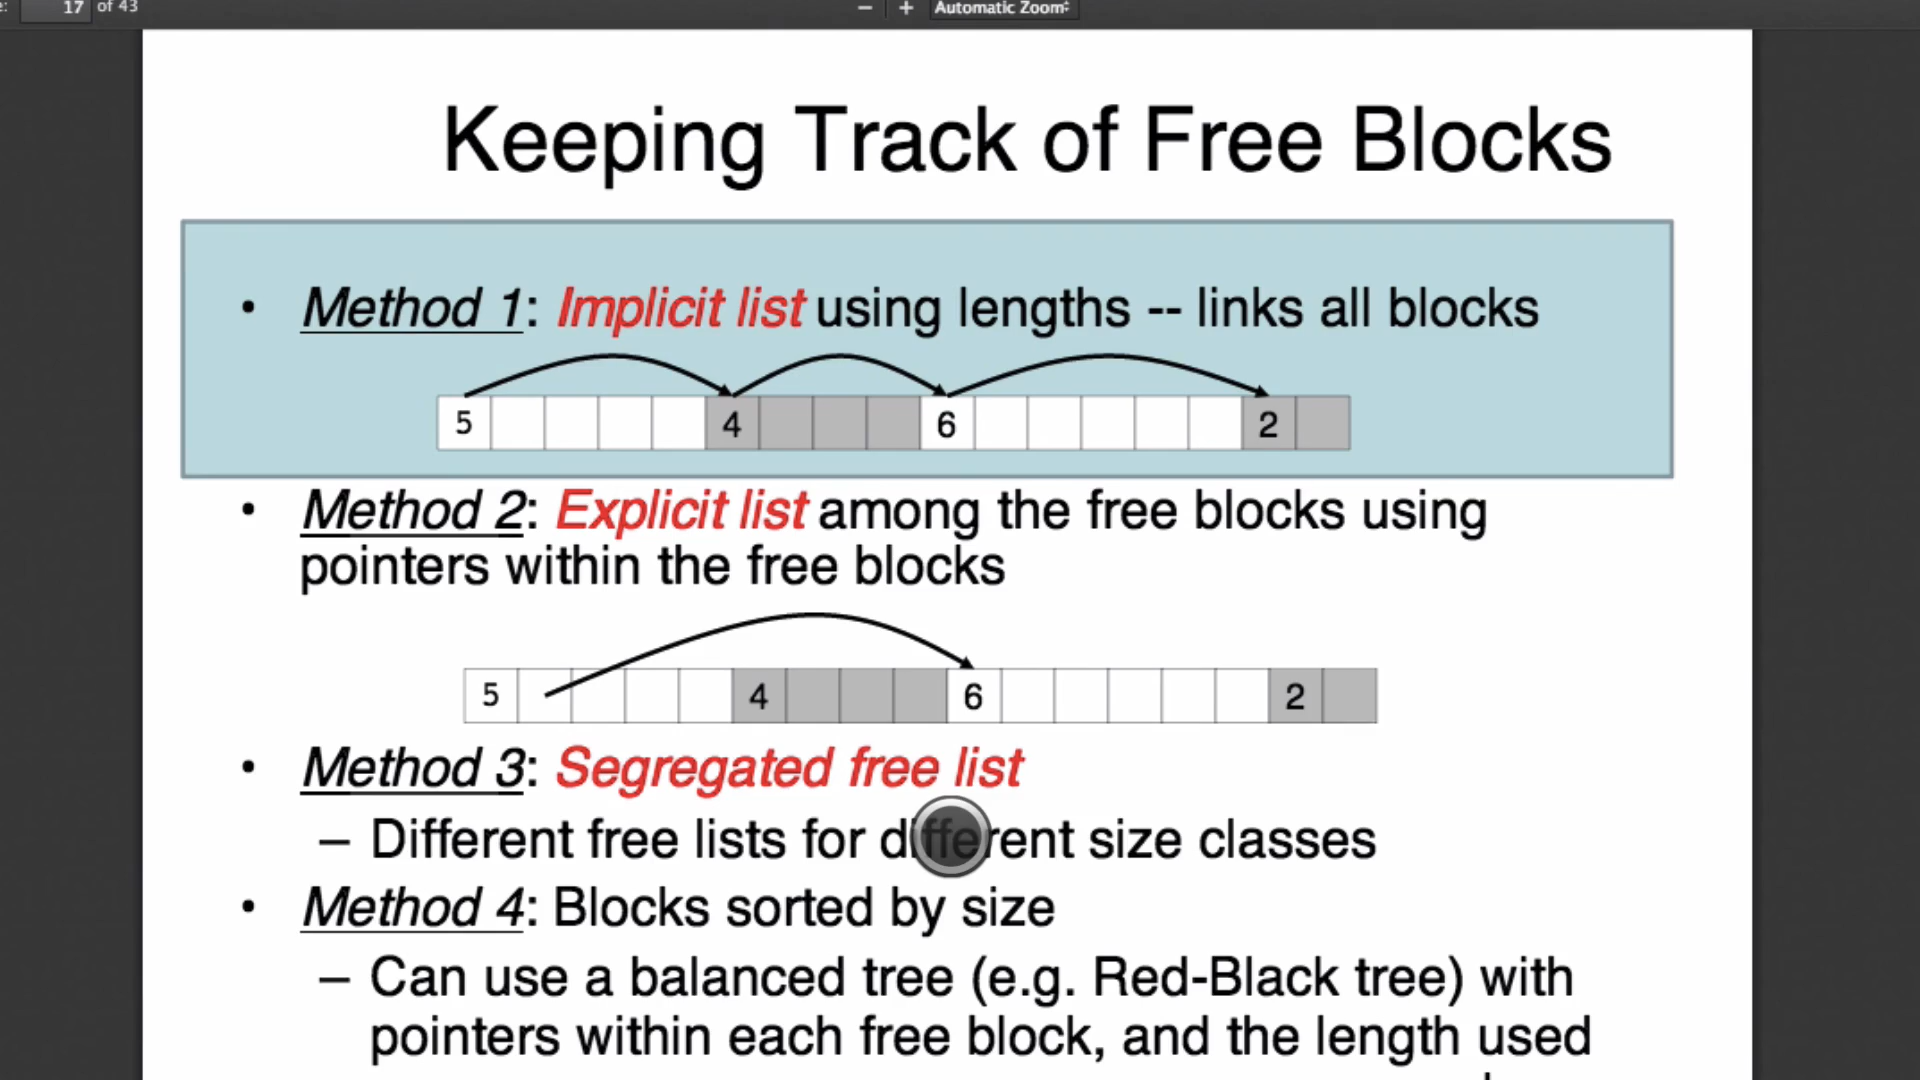 17 of 43
− + Automatic Zoom
Keeping Track of Free Blocks
• Method 1: Implicit list using lengths -- links all blocks
5 4 6 2
• Method 2: Explicit list among the free blocks using
pointers within the free blocks
5 4 6 2
• Method 3: Segregated free list
– Different free lists for different size classes
• Method 4: Blocks sorted by size
– Can use a balanced tree (e.g. Red-Black tree) with
pointers within each free block, and the length used